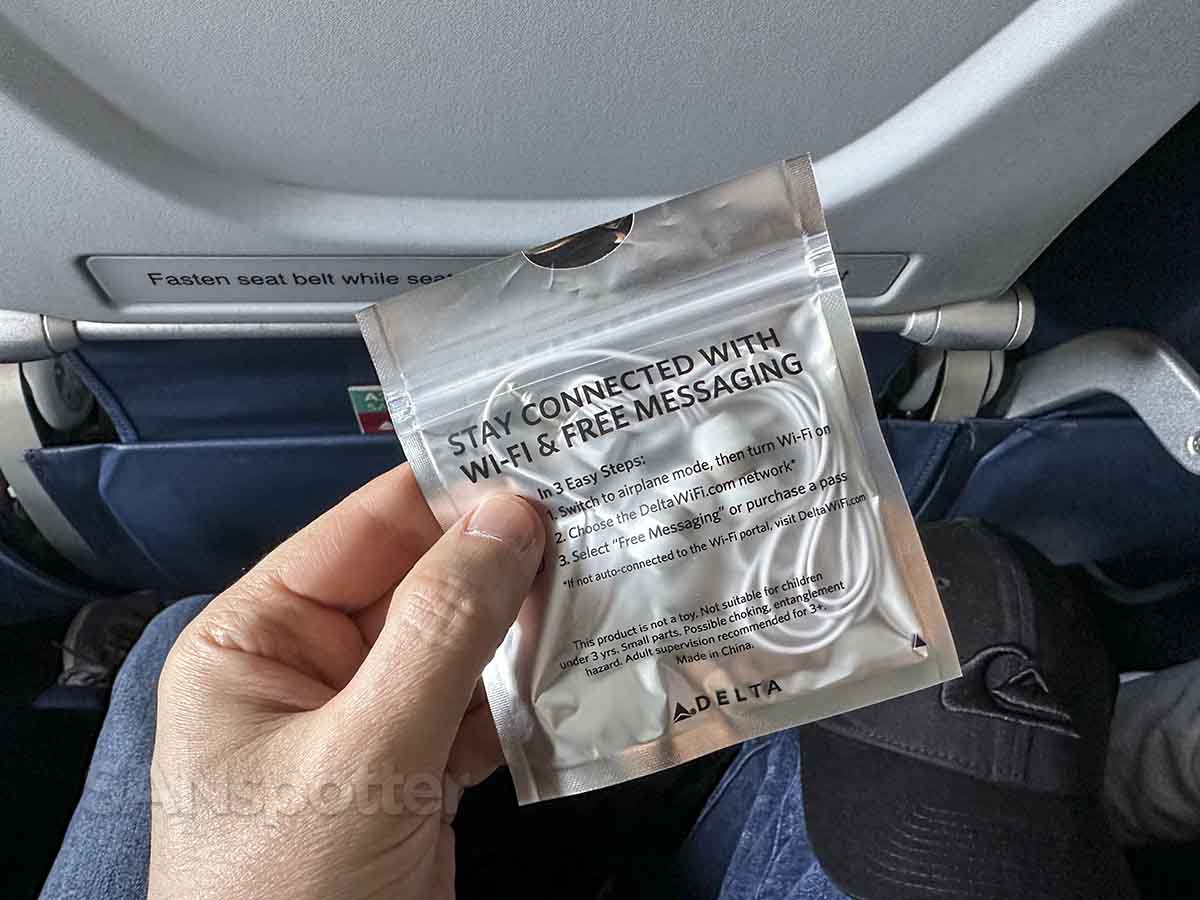 Fasten seat belt while
STAY CONNECTED WITH
WI-FI & FREE MESSAGING
In 3 Easy Steps:
1. Switch to airplane mode, then turn Wi-Fi on
2. Choose the DeltaWiFi.com network*
3. Select "Free Messaging" or purchase a pass
*If not auto-connected to the Wi-Fi portal, visit DeltaWiFi.com
This product is not a toy. Not suitable for children
under 3 yrs. Small parts. Possible choking, entanglement
hazard. Adult supervision recommended for 3+.
Made in China.
DELTA
SANspotter